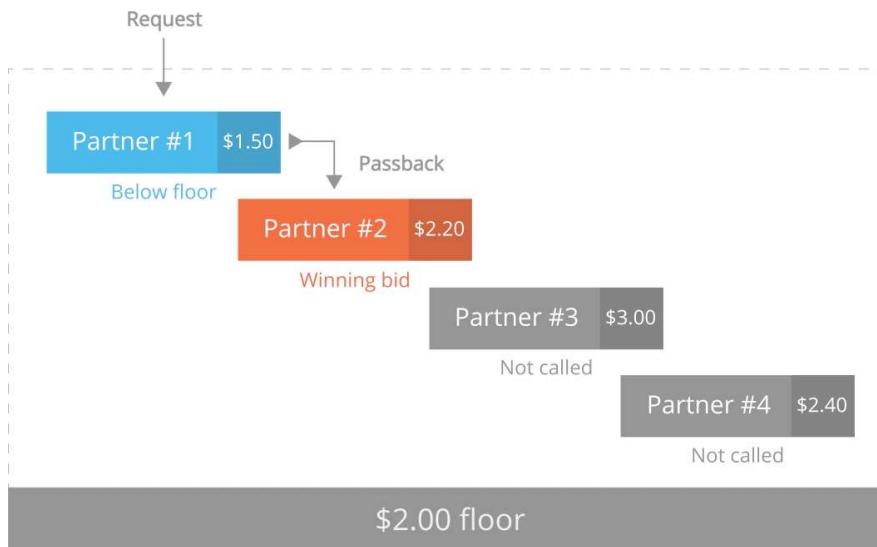 Request
Partner #1 $1.50
Passback
Below floor
Partner #2 $2.20
Winning bid
Partner #3 $3.00
Not called
Partner #4 $2.40
Not called
$2.00 floor